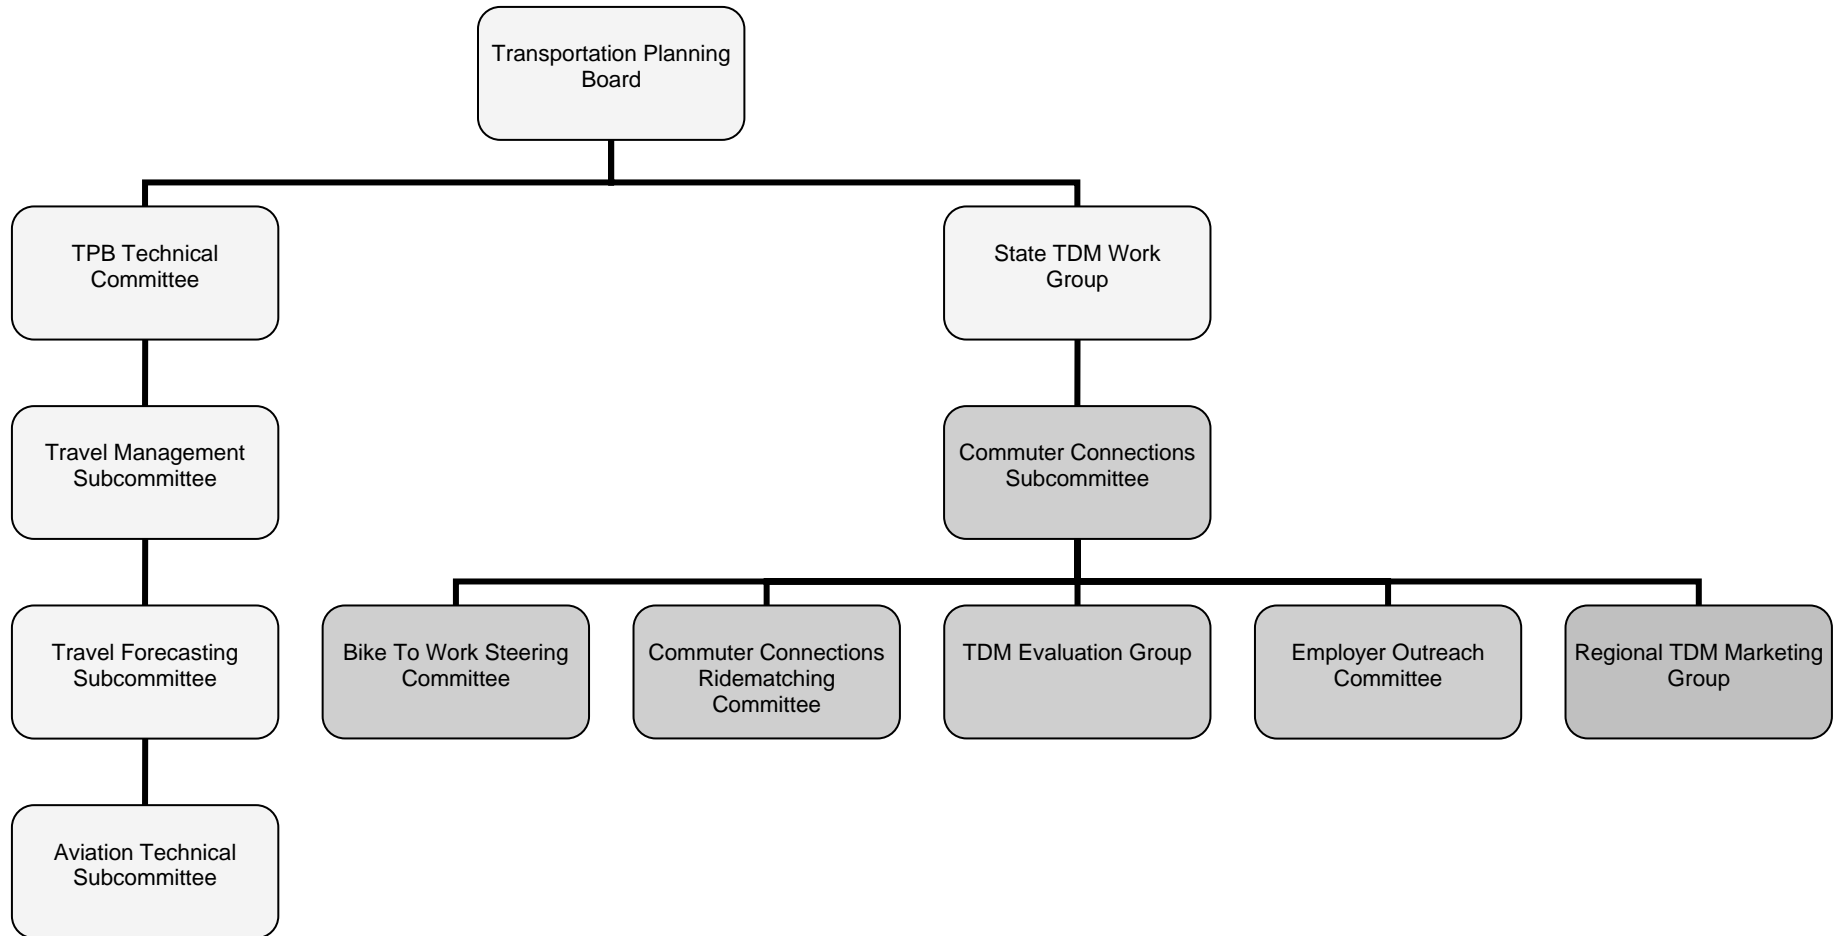 Transportation Planning
Board
TPB Technical
Committee
State TDM Work
Group
Travel Management
Subcommittee
Commuter Connections
Subcommittee
Travel Forecasting
Subcommittee
Bike To Work Steering
Committee
Commuter Connections
Ridematching
Committee
TDM Evaluation Group
Employer Outreach
Committee
Regional TDM Marketing
Group
Aviation Technical
Subcommittee